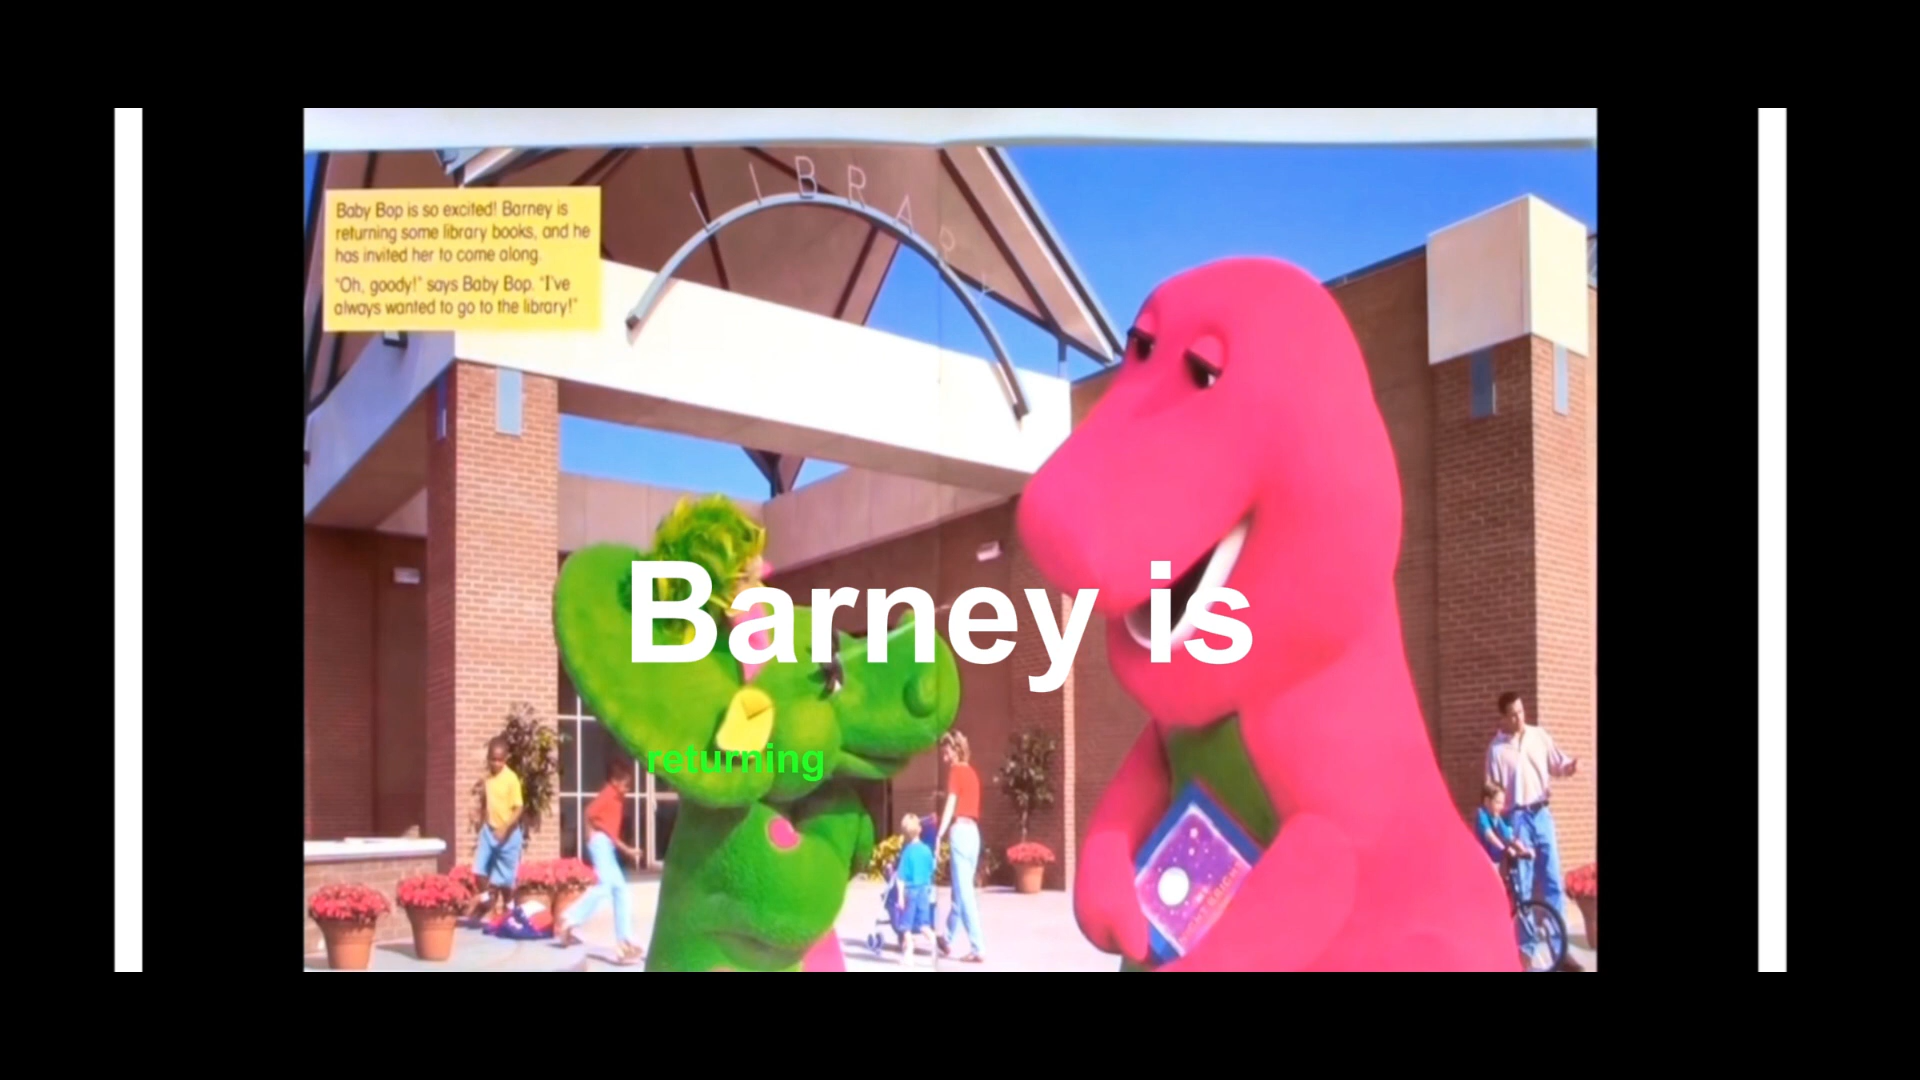 LIBRARY
Baby Bop is so excited! Barney is
returning some library books, and he
has invited her to come along.
"Oh, goody!" says Baby Bop. "I've
always wanted to go to the library!"
Barney is
returning